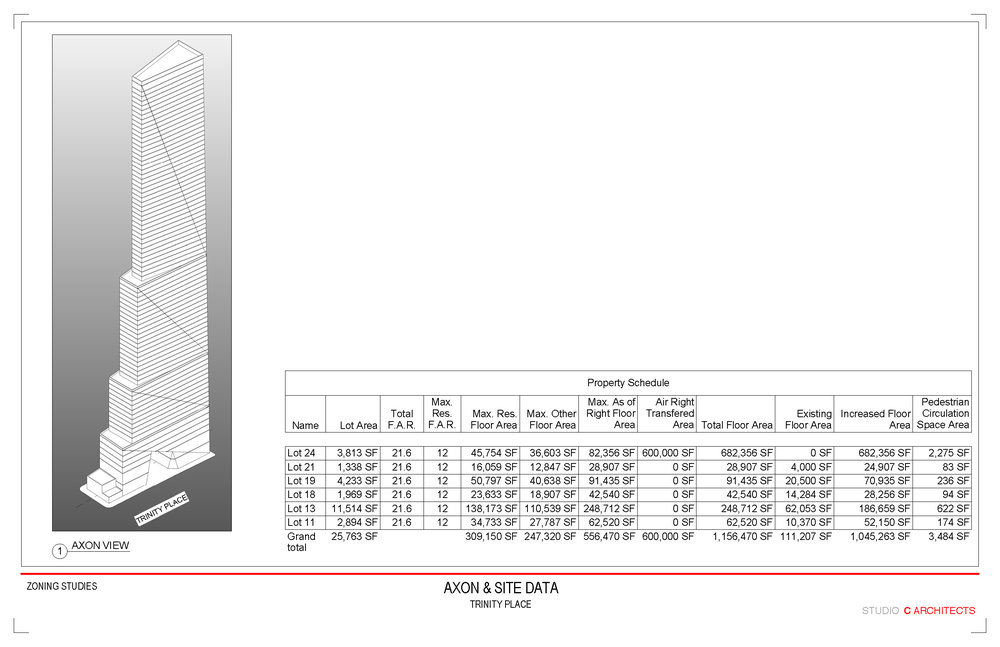 TRINITY PLACE
1 AXON VIEW
Property Schedule
Name Lot Area Total F.A.R. Max. Res. F.A.R. Max. Res. Floor Area Max. Other Floor Area Max. As of Right Floor Area Air Right Transfered Area Total Floor Area Existing Floor Area Increased Floor Area Pedestrian Circulation Space Area
Lot 24 3,813 SF 21.6 12 45,754 SF 36,603 SF 82,356 SF 600,000 SF 682,356 SF 0 SF 682,356 SF 2,275 SF
Lot 21 1,338 SF 21.6 12 16,059 SF 12,847 SF 28,907 SF 0 SF 28,907 SF 4,000 SF 24,907 SF 83 SF
Lot 19 4,233 SF 21.6 12 50,797 SF 40,638 SF 91,435 SF 0 SF 91,435 SF 20,500 SF 70,935 SF 236 SF
Lot 18 1,969 SF 21.6 12 23,633 SF 18,907 SF 42,540 SF 0 SF 42,540 SF 14,284 SF 28,256 SF 94 SF
Lot 13 11,514 SF 21.6 12 138,173 SF 110,539 SF 248,712 SF 0 SF 248,712 SF 62,053 SF 186,659 SF 622 SF
Lot 11 2,894 SF 21.6 12 34,733 SF 27,787 SF 62,520 SF 0 SF 62,520 SF 10,370 SF 52,150 SF 174 SF
Grand total 25,763 SF 309,150 SF 247,320 SF 556,470 SF 600,000 SF 1,156,470 SF 111,207 SF 1,045,263 SF 3,484 SF
ZONING STUDIES
AXON & SITE DATA
TRINITY PLACE
STUDIO C ARCHITECTS